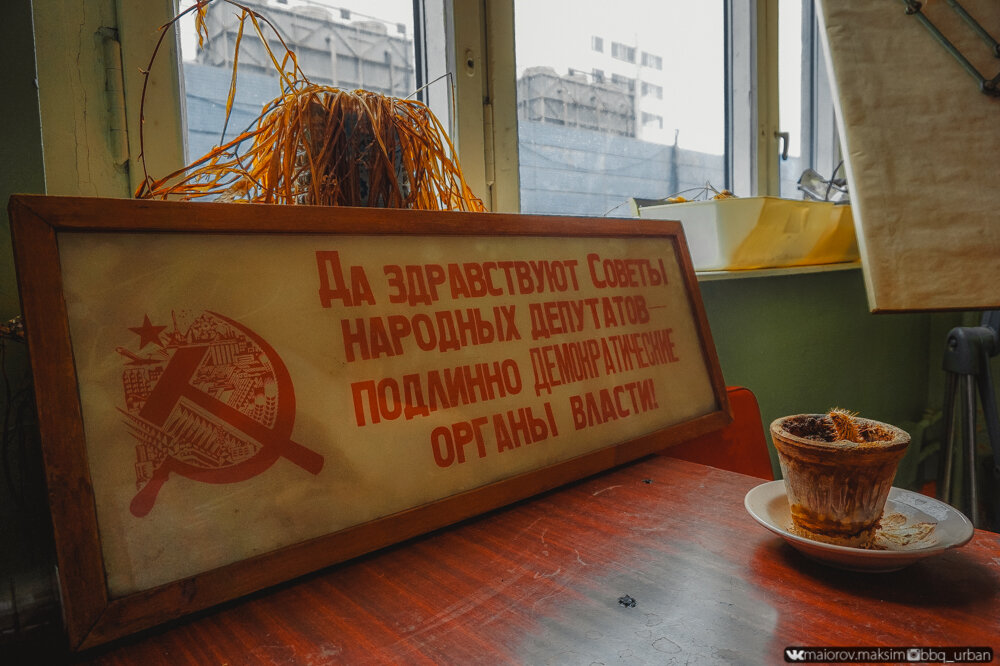 Да здравствуют Советы
народных депутатов—
подлинно демократические
органы власти!
maiorov.maksim bbq_urban